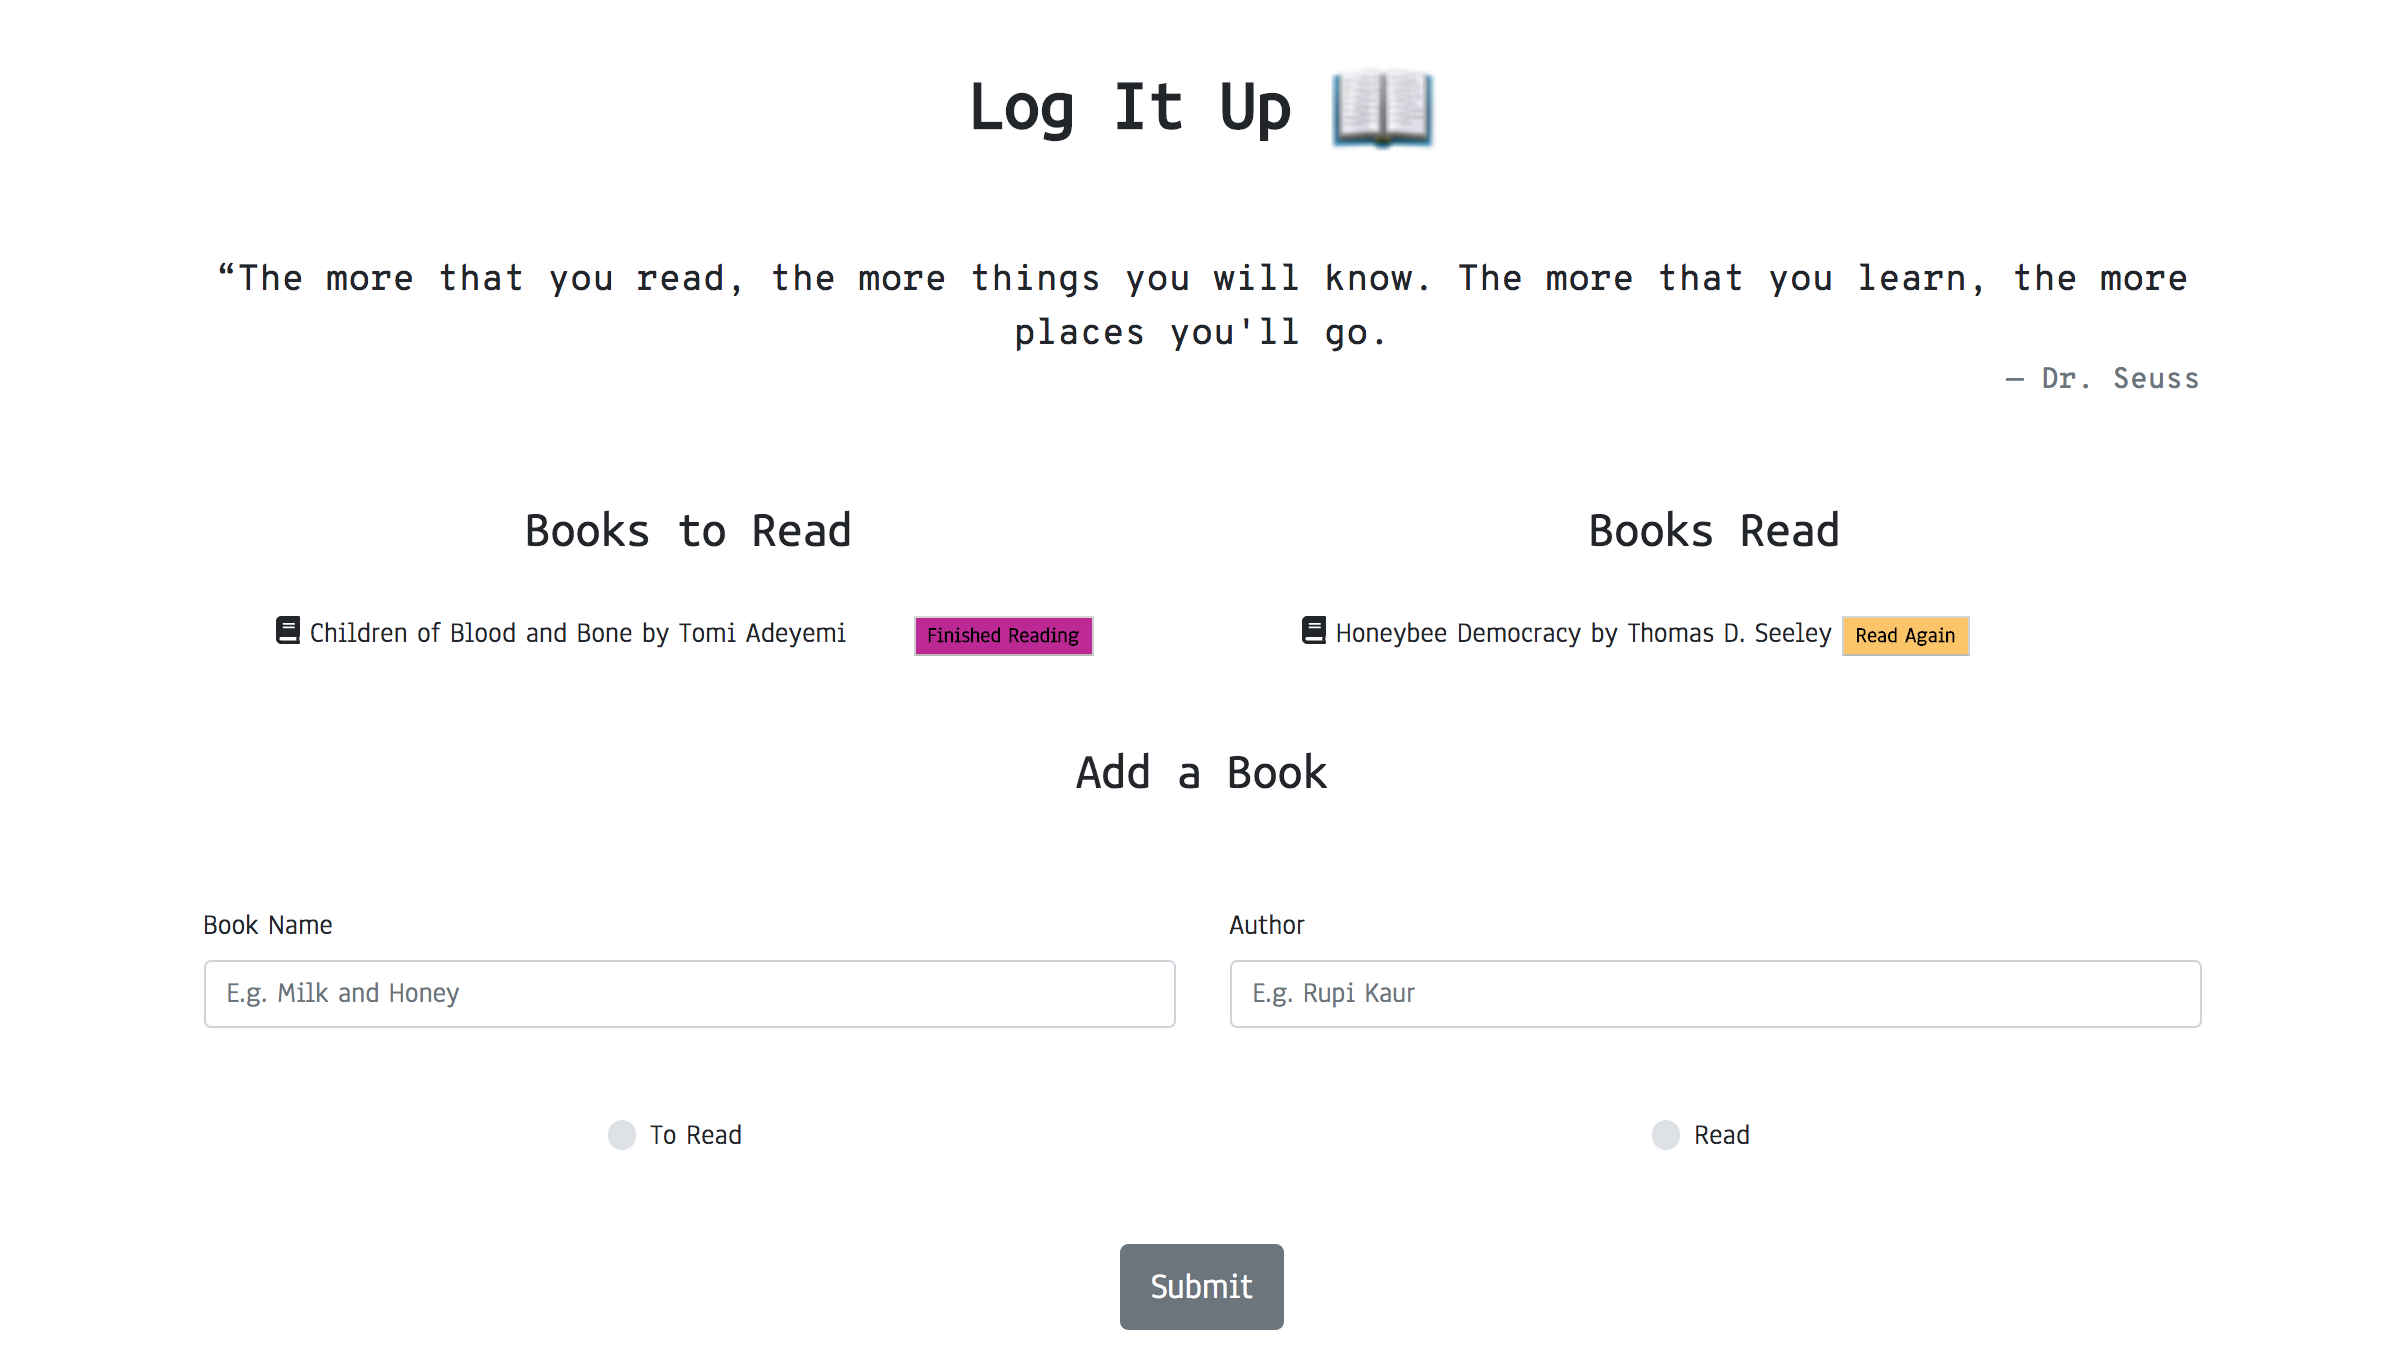 Log It Up
“The more that you read, the more things you will know. The more that you learn, the more
places you'll go.
— Dr. Seuss
Books to Read
Children of Blood and Bone by Tomi Adeyemi Finished Reading
Books Read
Honeybee Democracy by Thomas D. Seeley Read Again
Add a Book
Book Name
E.g. Milk and Honey
Author
E.g. Rupi Kaur
To Read
Read
Submit